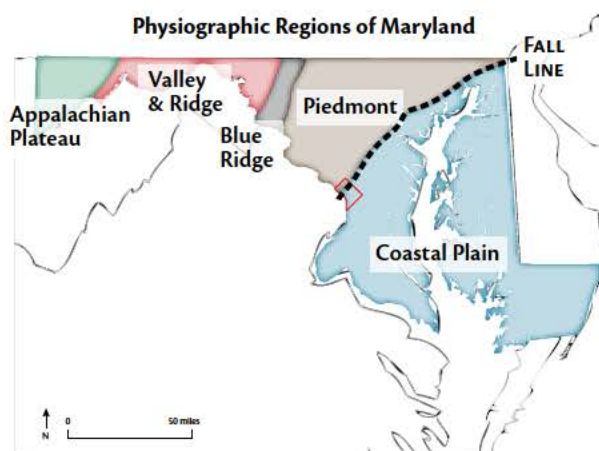 Physiographic Regions of Maryland
FALL
LINE
Valley
& Ridge
Piedmont
Appalachian
Plateau
Blue
Ridge
Coastal Plain
N
0
50 miles